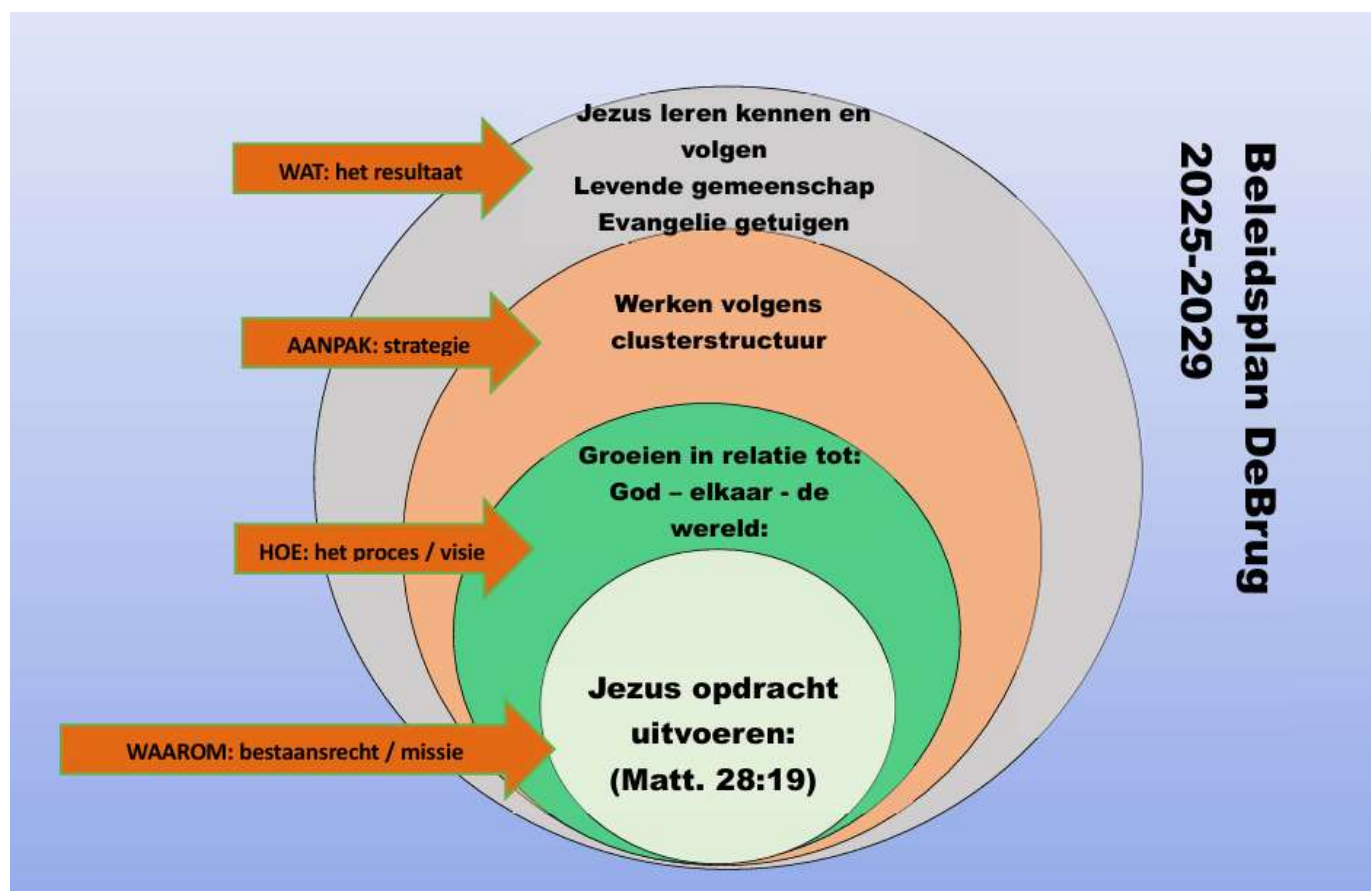 Beleidsplan DeBrug
2025-2029
WAT: het resultaat
Jezus leren kennen en
volgen
Levende gemeenschap
Evangelie getuigen
AANPAK: strategie
Werken volgens
clusterstructuur
HOE: het proces / visie
Groeien in relatie tot:
God – elkaar - de
wereld:
WAAROM: bestaansrecht / missie
Jezus opdracht
uitvoeren:
(Matt. 28:19)